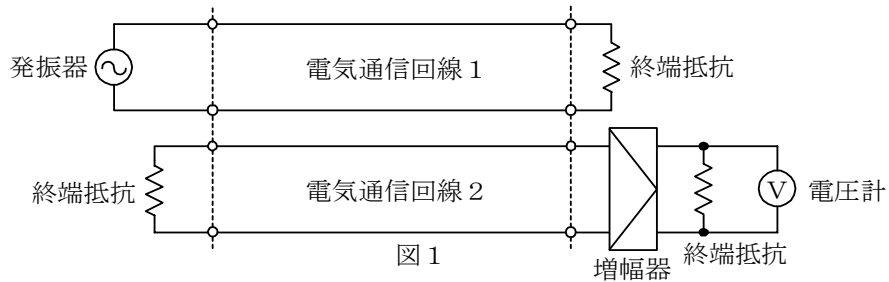 発振器
電気通信回線1
終端抵抗
終端抵抗
電気通信回線2
V
電圧計
図1
増幅器
終端抵抗